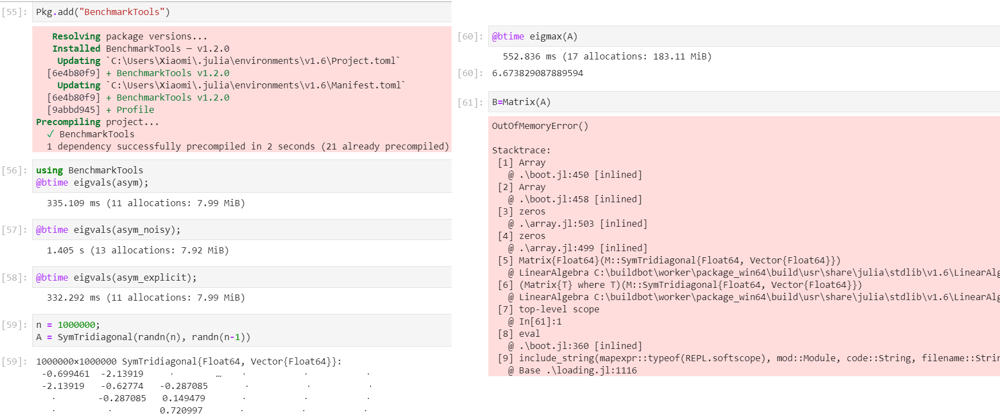 [55]: Pkg.add("BenchmarkTools")
Resolving package versions...
Installed BenchmarkTools — v1.2.0
Updating `C:\Users\Xiaomi\.julia\environments\v1.6\Project.toml`
[6e4b80f9] + BenchmarkTools v1.2.0
Updating `C:\Users\Xiaomi\.julia\environments\v1.6\Manifest.toml`
[6e4b80f9] + BenchmarkTools v1.2.0
[9abbd945] + Profile
Precompiling project...
✓ BenchmarkTools
1 dependency successfully precompiled in 2 seconds (21 already precompiled)
[56]: using BenchmarkTools
@btime eigvals(asym);
335.109 ms (11 allocations: 7.99 MiB)
[57]: @btime eigvals(asym_noisy);
1.405 s (13 allocations: 7.92 MiB)
[58]: @btime eigvals(asym_explicit);
332.292 ms (11 allocations: 7.99 MiB)
[59]: n = 1000000;
A = SymTridiagonal(randn(n), randn(n-1))
[59]: 1000000×1000000 SymTridiagonal{Float64, Vector{Float64}}:
-0.699461 -2.13919 ⋅ … ⋅ ⋅ ⋅
-2.13919 -0.62774 -0.287085 ⋅ ⋅ ⋅
⋅ -0.287085 0.149479 ⋅ ⋅ ⋅
⋅ ⋅ 0.720997 ⋅ ⋅ ⋅
[60]: @btime eigmax(A)
552.836 ms (17 allocations: 183.11 MiB)
[60]: 6.673829087889594
[61]: B=Matrix(A)
OutOfMemoryError()
Stacktrace:
[1] Array
@ .\boot.jl:450 [inlined]
[2] Array
@ .\boot.jl:458 [inlined]
[3] zeros
@ .\array.jl:503 [inlined]
[4] zeros
@ .\array.jl:499 [inlined]
[5] Matrix{Float64}(M::SymTridiagonal{Float64, Vector{Float64}})
@ LinearAlgebra C:\buildbot\worker\package_win64\build\usr\share\julia\stdlib\v1.6\LinearAlg
[6] (Matrix{T} where T)(M::SymTridiagonal{Float64, Vector{Float64}})
@ LinearAlgebra C:\buildbot\worker\package_win64\build\usr\share\julia\stdlib\v1.6\LinearAlg
[7] top-level scope
@ In[61]:1
[8] eval
@ .\boot.jl:360 [inlined]
[9] include_string(mapexpr::typeof(REPL.softscope), mod::Module, code::String, filename::Strin
@ Base .\loading.jl:1116